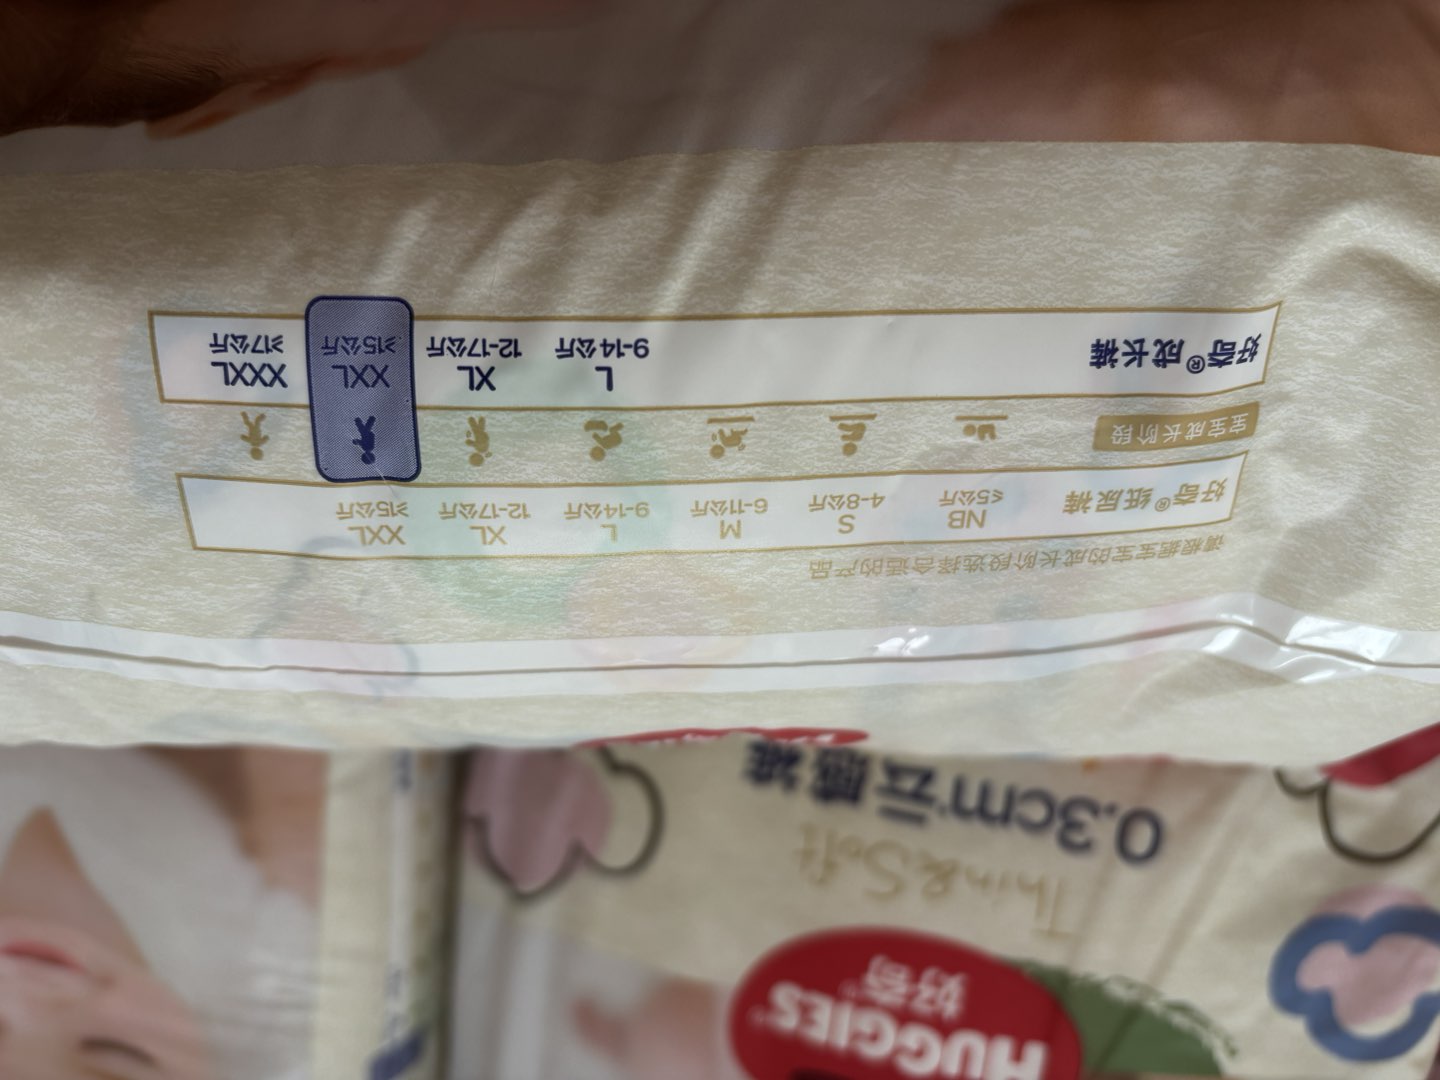 请根据宝宝的成长阶段选择合适的产品
好奇®纸尿裤 NB S M L XL XXL
≤5公斤 4-8公斤 6-11公斤 9-14公斤 12-17公斤 ≥15公斤
宝宝成长阶段
好奇®成长裤 L XL XXL XXXL
9-14公斤 12-17公斤 ≥15公斤 ≥17公斤
HUGGIES
好奇
Thin&Soft
0.3cm云感裤